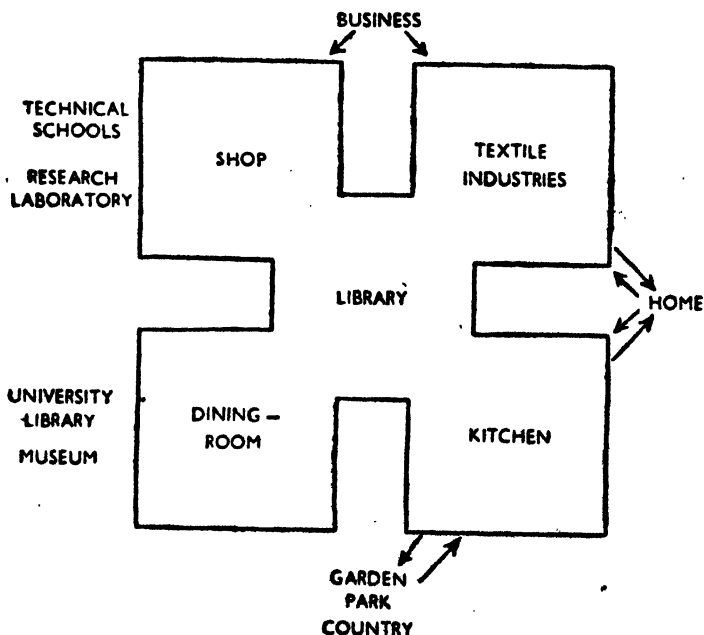 BUSINESS
TECHNICAL
SCHOOLS
RESEARCH
LABORATORY
SHOP
TEXTILE
INDUSTRIES
LIBRARY
HOME
UNIVERSITY
LIBRARY
MUSEUM
DINING –
ROOM
KITCHEN
GARDEN
PARK
COUNTRY